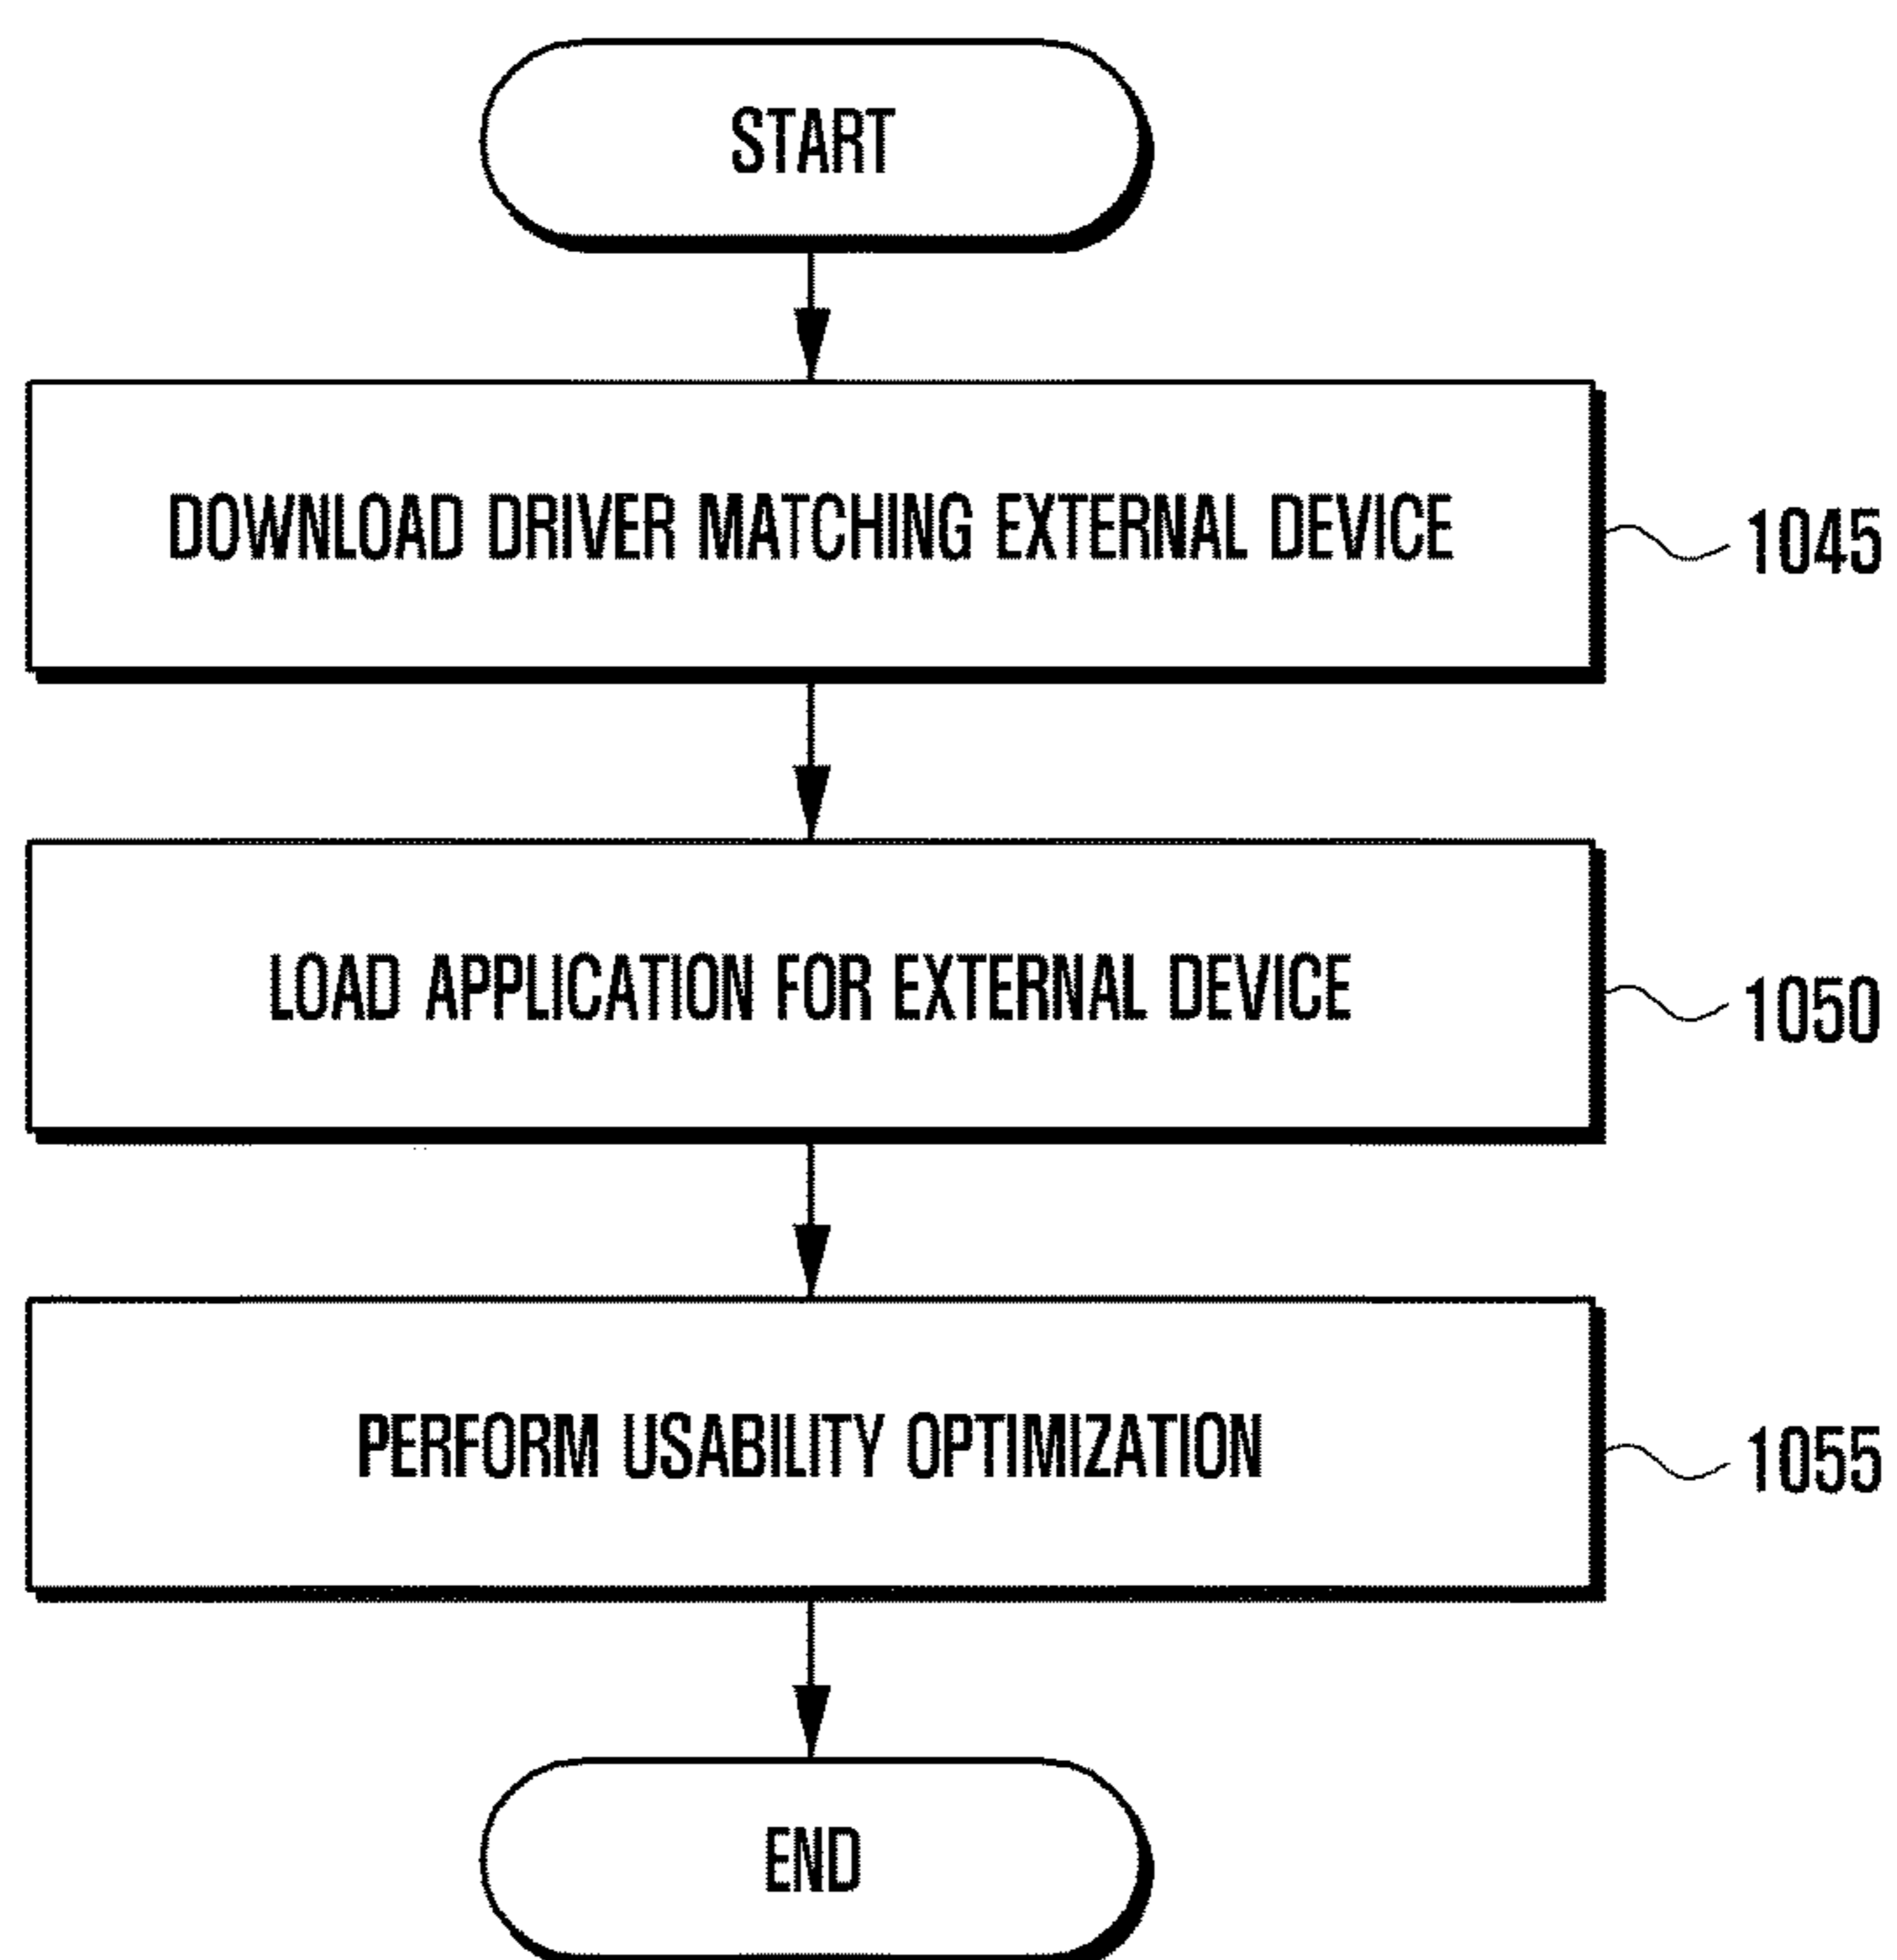 START
DOWNLOAD DRIVER MATCHING EXTERNAL DEVICE
1045
LOAD APPLICATION FOR EXTERNAL DEVICE
1050
PERFORM USABILITY OPTIMIZATION
1055
END